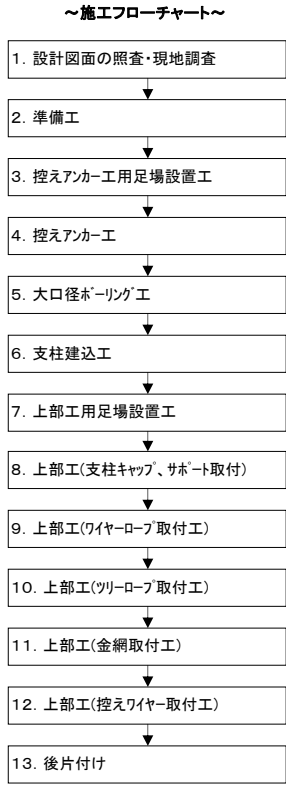 ～施工フローチャート～
1. 設計図面の照査・現地調査
2. 準備工
3. 控えｱﾝｶｰ工用足場設置工
4. 控えｱﾝｶｰ工
5. 大口径ﾎﾞｰﾘﾝｸﾞ工
6. 支柱建込工
7. 上部工用足場設置工
8. 上部工(支柱ｷｬｯﾌﾟ、ｻﾎﾟｰﾄ取付)
9. 上部工(ﾜｲﾔｰﾛｰﾌﾟ取付工)
10. 上部工(ﾂﾘｰﾛｰﾌﾟ取付工)
11. 上部工(金網取付工)
12. 上部工(控えﾜｲﾔｰ取付工)
13. 後片付け